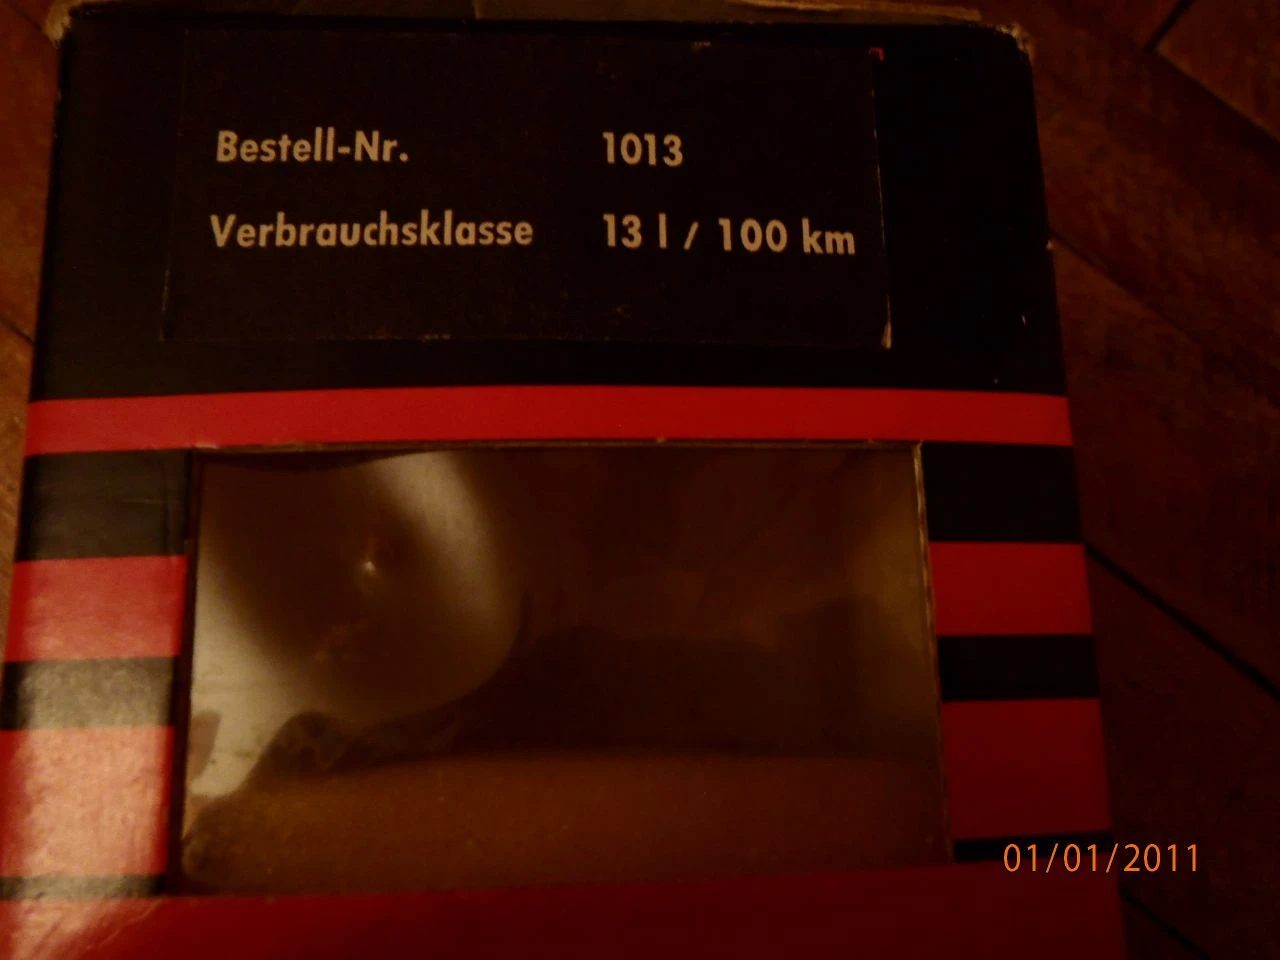 Bestell-Nr. 1013
Verbrauchsklasse 13 l / 100 km
01/01/2011